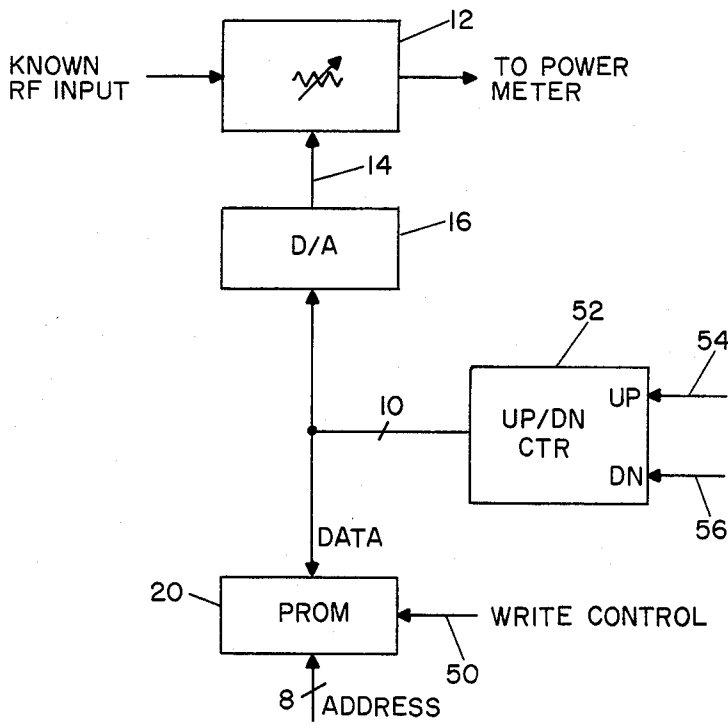 12
KNOWN
RF INPUT
TO POWER
METER
14
D/A
16
52
54
10
UP/DN
CTR
UP
DN
56
DATA
20
PROM
WRITE CONTROL
50
8
ADDRESS